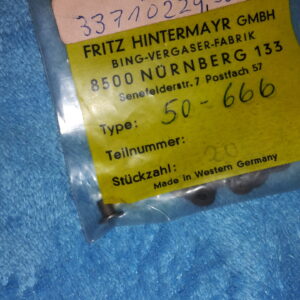 33710229,
FRITZ HINTERMAYR GMBH
BING-VERGASER-FABRIK
8500 NÜRNBERG 133
Senefelderstr. 7 Postfach 57
Type: 50-666
Teilnummer:
Stückzahl: 20
Made in Western Germany